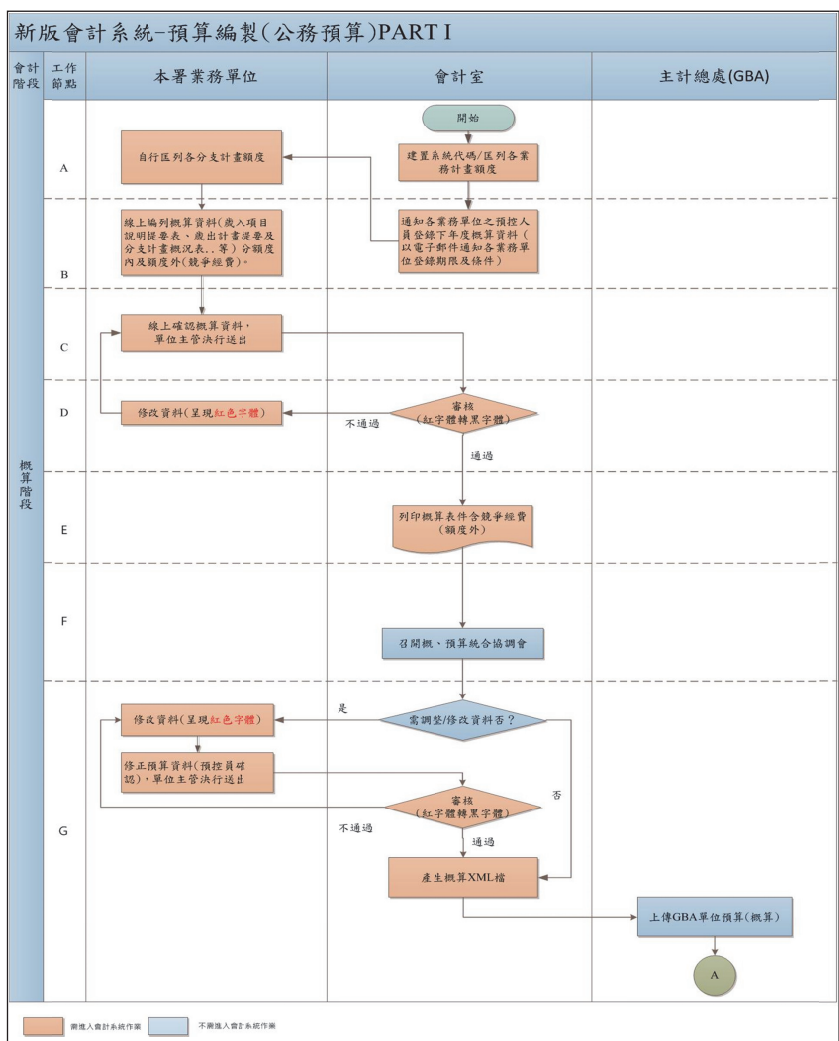 新版會計系統-預算編製(公務預算)PART I
會計
階段
工作
節點
本署業務單位
會計室
主計總處(GBA)
概
算
階
段
A
開始
自行匡列各分支計畫額度
建置系統代碼/匡列各業
務計畫額度
B
線上編列概算資料(歲入項目
說明提要表、歲出計畫提要及
分支計畫概況表..等)分額度
內及額度外(競爭經費)。
通知各業務單位之預控人
員登錄下年度概算資料(
以電子郵件通知各業務單
位登錄期限及條件)
C
線上確認概算資料,
單位主管決行送出
D
修改資料(呈現紅色字體)
不通過
審核
(紅字體轉黑字體)
通過
E
列印概算表件含競爭經費
(額度外)
F
召開概、預算統合協調會
G
修改資料(呈現紅色字體)
是
需調整/修改資料否?
修正預算資料(預控員確
認),單位主管決行送出
審核
(紅字體轉黑字體)
否
不通過
通過
產生概算XML檔
上傳GBA單位預算(概算)
A
需進入會計系統作業
不需進入會計系統作業